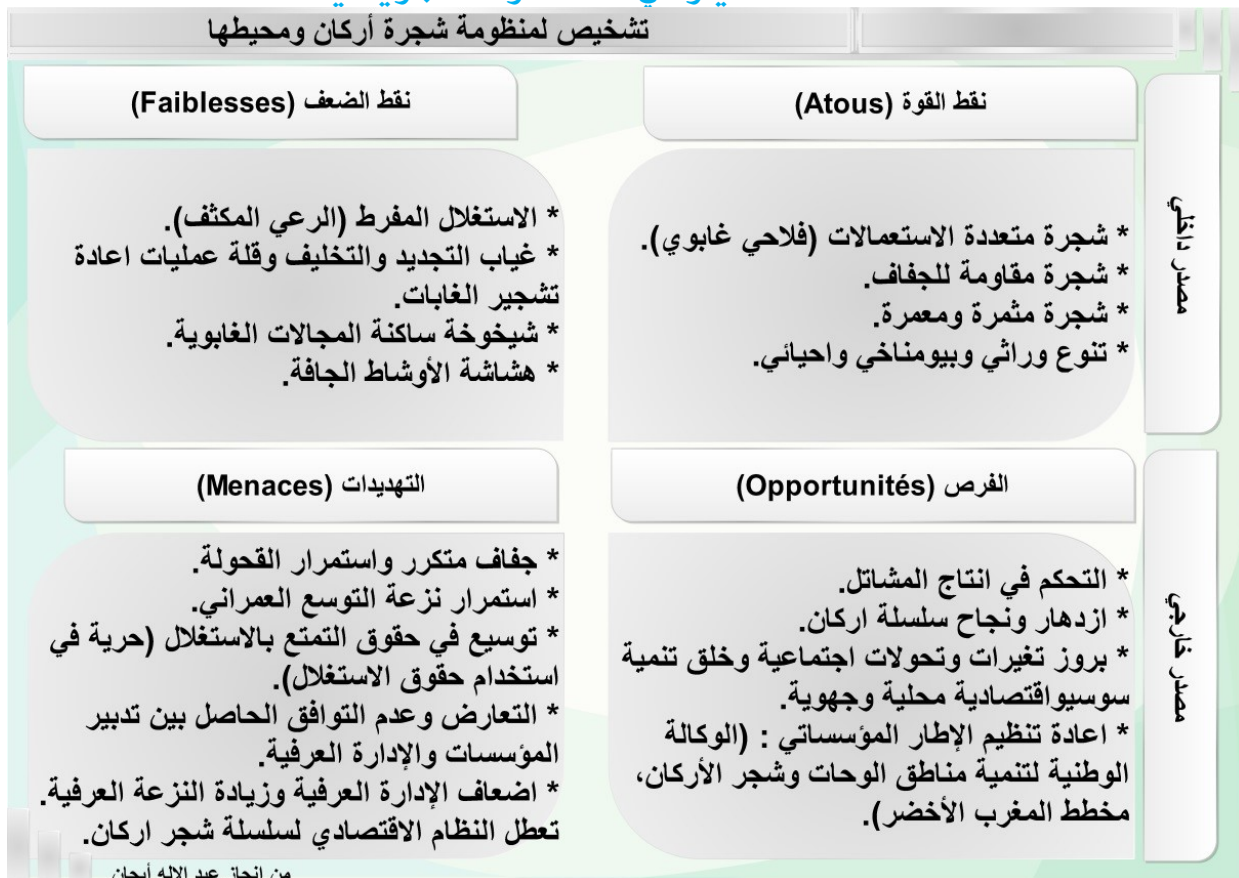 تشخيص لمنظومة شجرة أركان ومحيطها
نقط القوة (Atous)
نقط الضعف (Faiblesses)
مصدر داخلي
* شجرة متعددة الاستعمالات (فلاحي غابوي).
* شجرة مقاومة للجفاف.
* شجرة مثمرة ومعمرة.
* تنوع وراثي وبيومناخي واحيائي.
* الاستغلال المفرط (الرعي المكثف).
* غياب التجديد والتخليف وقلة عمليات اعادة
تشجير الغابات.
* شيخوخة ساكنة المجالات الغابوية.
* هشاشة الأوشاط الجافة.
الفرص (Opportunités)
التهديدات (Menaces)
مصدر خارجي
* التحكم في انتاج المشاتل.
* ازدهار ونجاح سلسلة اركان.
* بروز تغيرات وتحولات اجتماعية وخلق تنمية
سوسيواقتصادية محلية وجهوية.
* اعادة تنظيم الإطار المؤسساتي : (الوكالة
الوطنية لتنمية مناطق الوحات وشجر الأركان،
مخطط المغرب الأخضر).
* جفاف متكرر واستمرار القحولة.
* استمرار نزعة التوسع العمراني.
* توسيع في حقوق التمتع بالاستغلال (حرية في
استخدام حقوق الاستغلال).
* التعارض وعدم التوافق الحاصل بين تدبير
المؤسسات والإدارة العرفية.
* اضعاف الإدارة العرفية وزيادة النزعة العرفية.
تعطل النظام الاقتصادي لسلسلة شجر اركان.
من انجاز عبد الاله